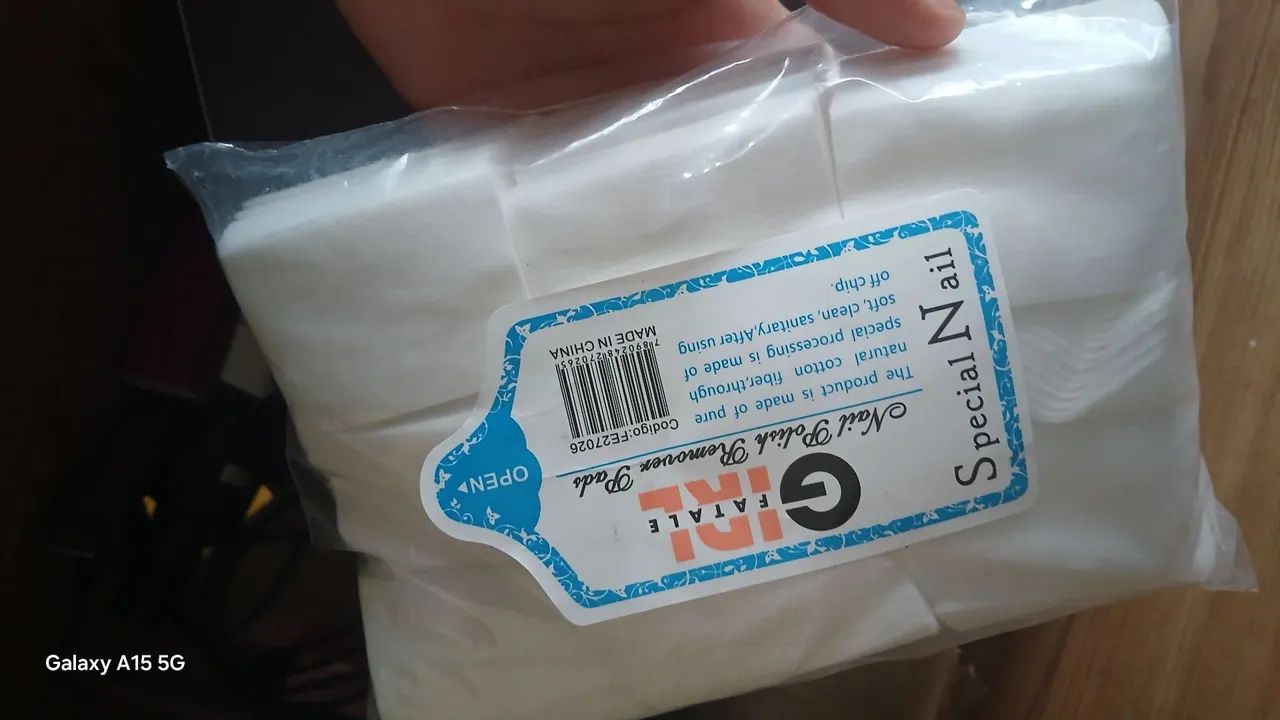 GIRL
FATALE
Nail Polish Remover Pads
The product is made of pure
natural cotton fiber,through
special processing is made of
soft, clean, sanitary,After using
off chip.
Codigo:FE27026
7890248270265
MADE IN CHINA
OPEN
Special Nail
Galaxy A15 5G